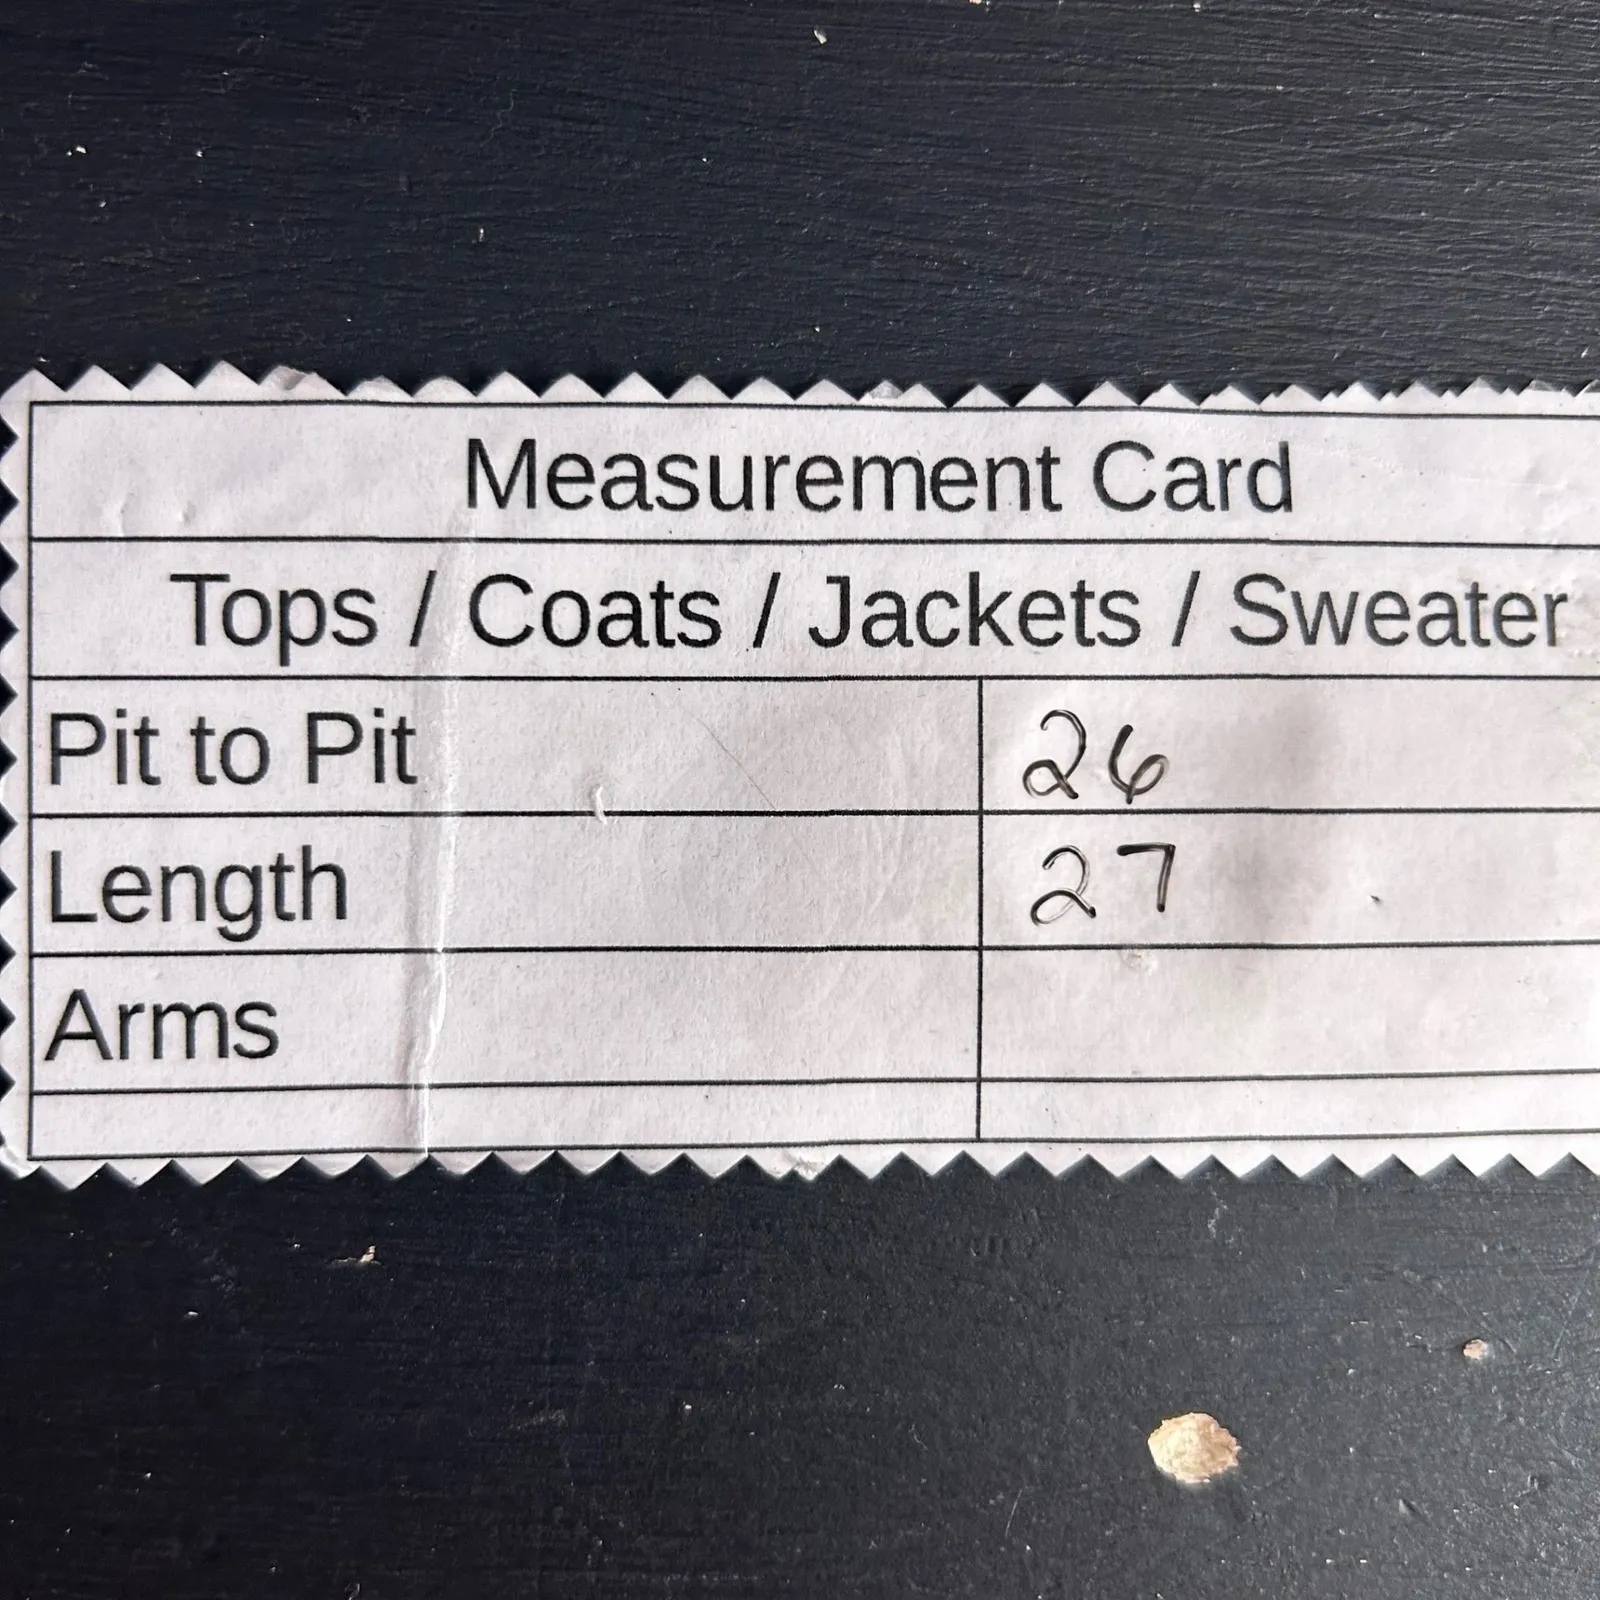 Measurement Card
Tops / Coats / Jackets / Sweater
Pit to Pit 26
Length 27
Arms